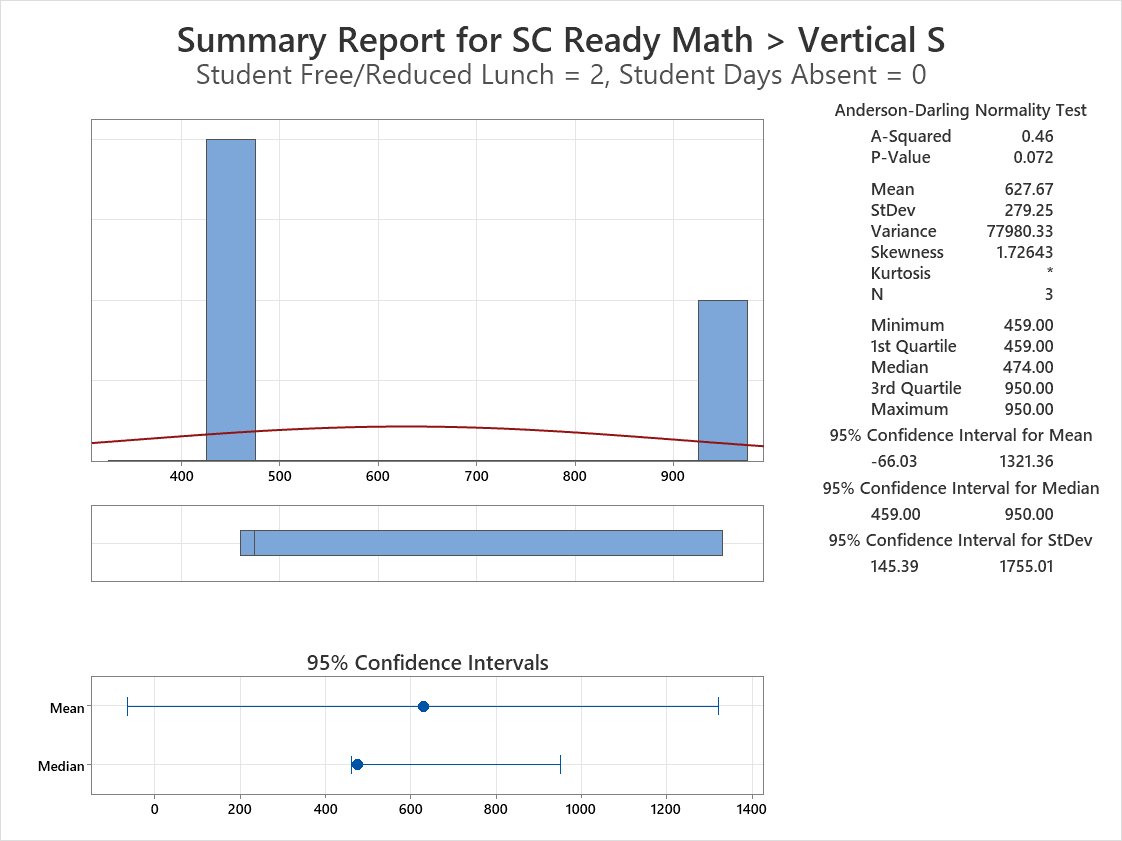 Summary Report for SC Ready Math > Vertical S
Student Free/Reduced Lunch = 2, Student Days Absent = 0
Anderson-Darling Normality Test
A-Squared 0.46
P-Value 0.072
Mean 627.67
StDev 279.25
Variance 77980.33
Skewness 1.72643
Kurtosis *
N 3
Minimum 459.00
1st Quartile 459.00
Median 474.00
3rd Quartile 950.00
Maximum 950.00
95% Confidence Interval for Mean
-66.03 1321.36
95% Confidence Interval for Median
459.00 950.00
95% Confidence Interval for StDev
145.39 1755.01
400 500 600 700 800 900
95% Confidence Intervals
Mean
Median
0 200 400 600 800 1000 1200 1400